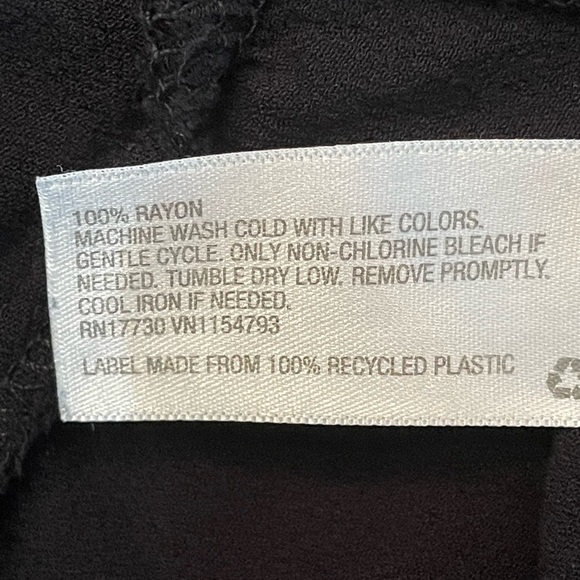 100% RAYON
MACHINE WASH COLD WITH LIKE COLORS.
GENTLE CYCLE. ONLY NON-CHLORINE BLEACH IF
NEEDED. TUMBLE DRY LOW. REMOVE PROMPTLY.
COOL IRON IF NEEDED.
RN17730 VN1154793
LABEL MADE FROM 100% RECYCLED PLASTIC